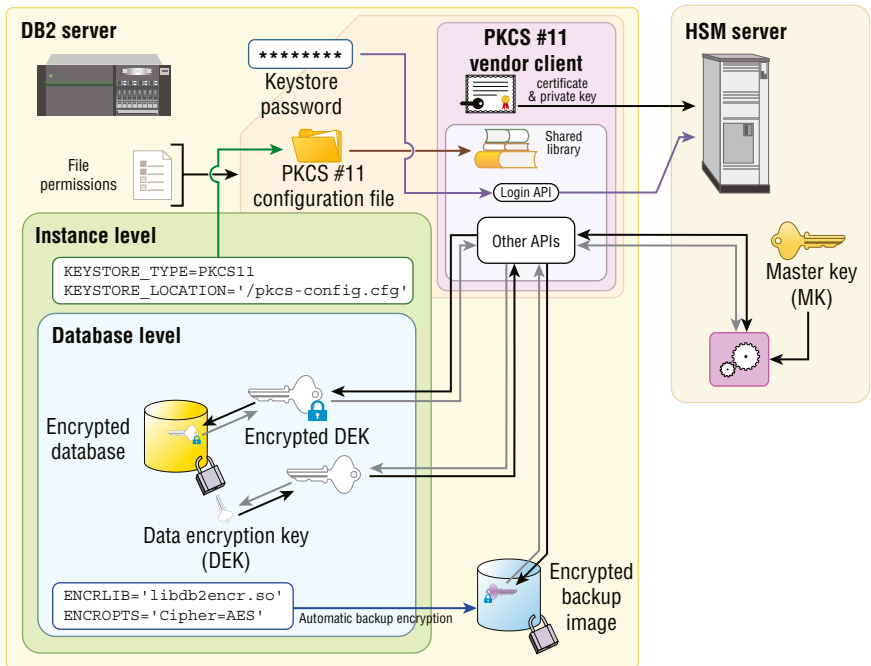 DB2 server
********
Keystore
password
PKCS #11
vendor client
certificate
& private key
HSM server
File
permissions
PKCS #11
configuration file
Shared
library
Login API
Other APIs
Master key
(MK)
Instance level
KEYSTORE_TYPE=PKCS11
KEYSTORE_LOCATION='/pkcs-config.cfg'
Database level
Encrypted
database
Encrypted DEK
Data encryption key
(DEK)
ENCRLIB='libdb2encr.so'
ENCROPTS='Cipher=AES'
Automatic backup encryption
Encrypted
backup
image